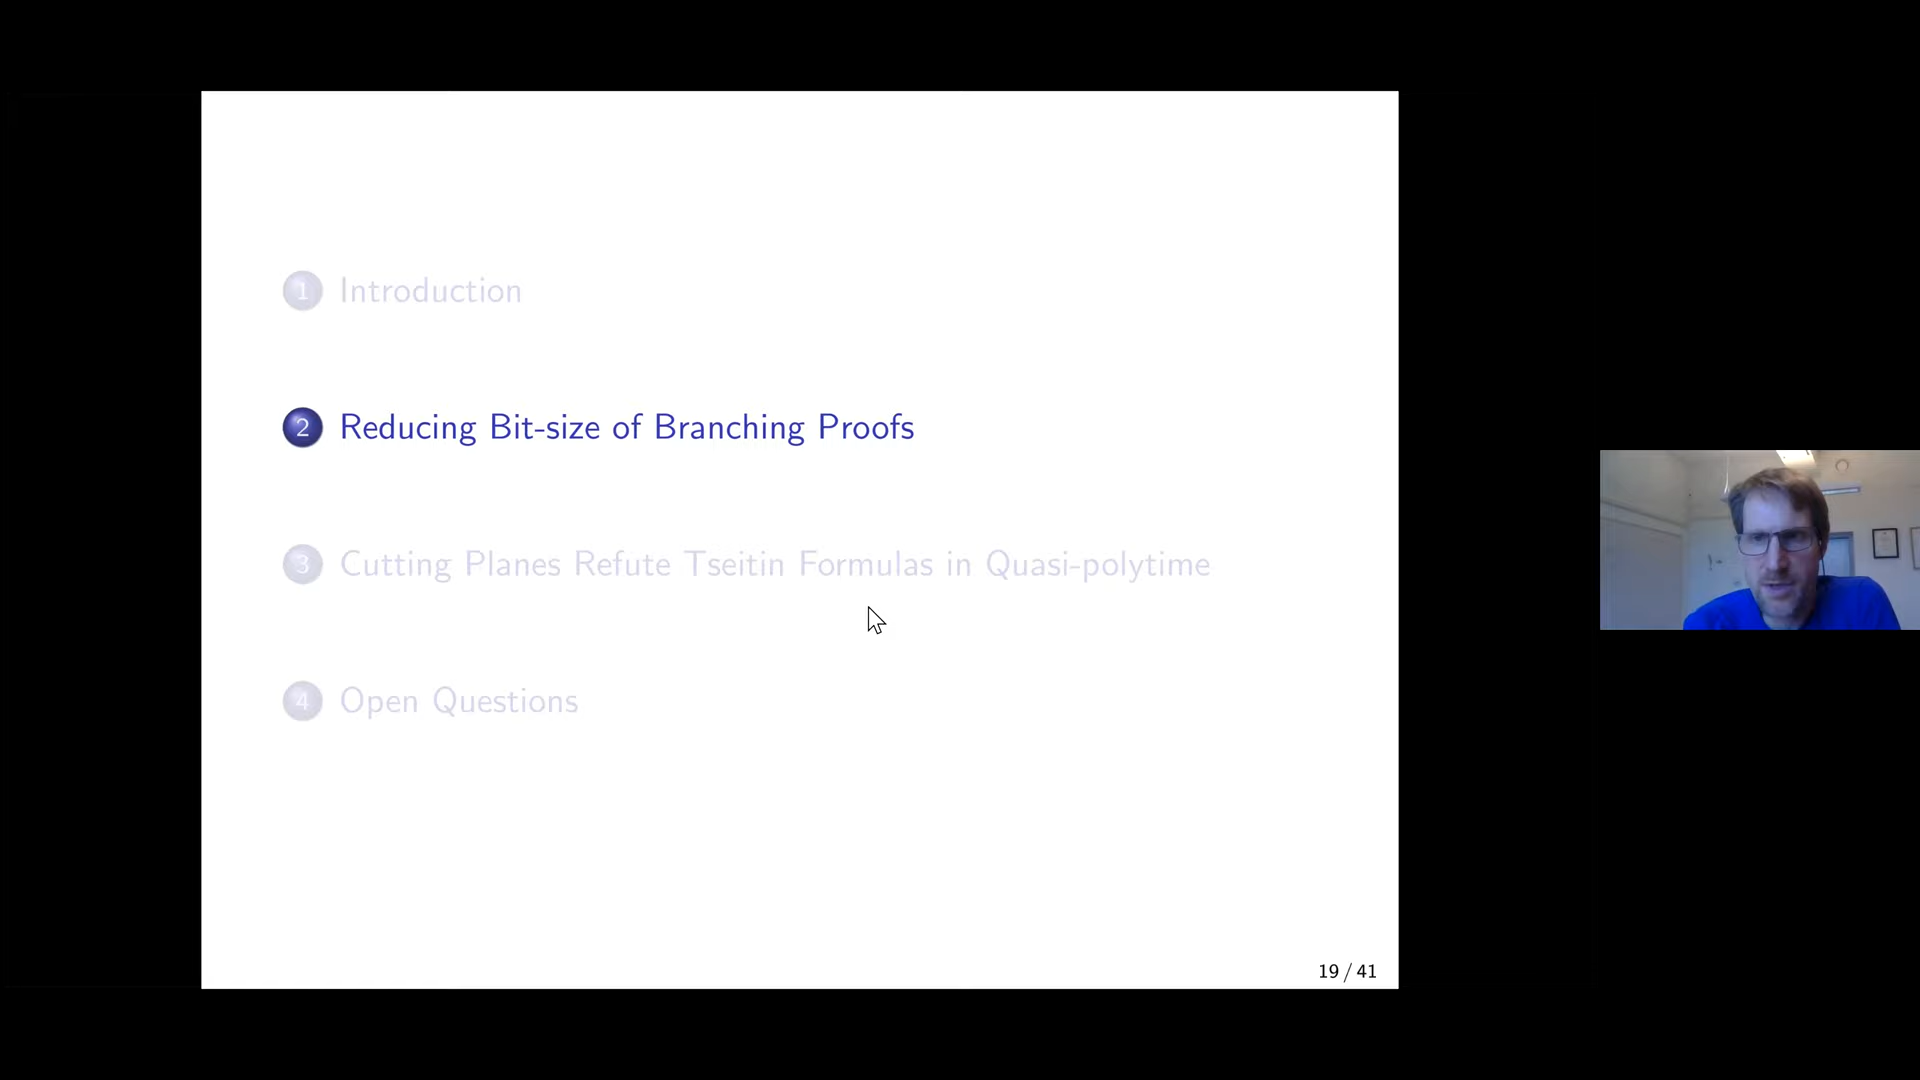 1 Introduction
2 Reducing Bit-size of Branching Proofs
3 Cutting Planes Refute Tseitin Formulas in Quasi-polytime
4 Open Questions
19 / 41